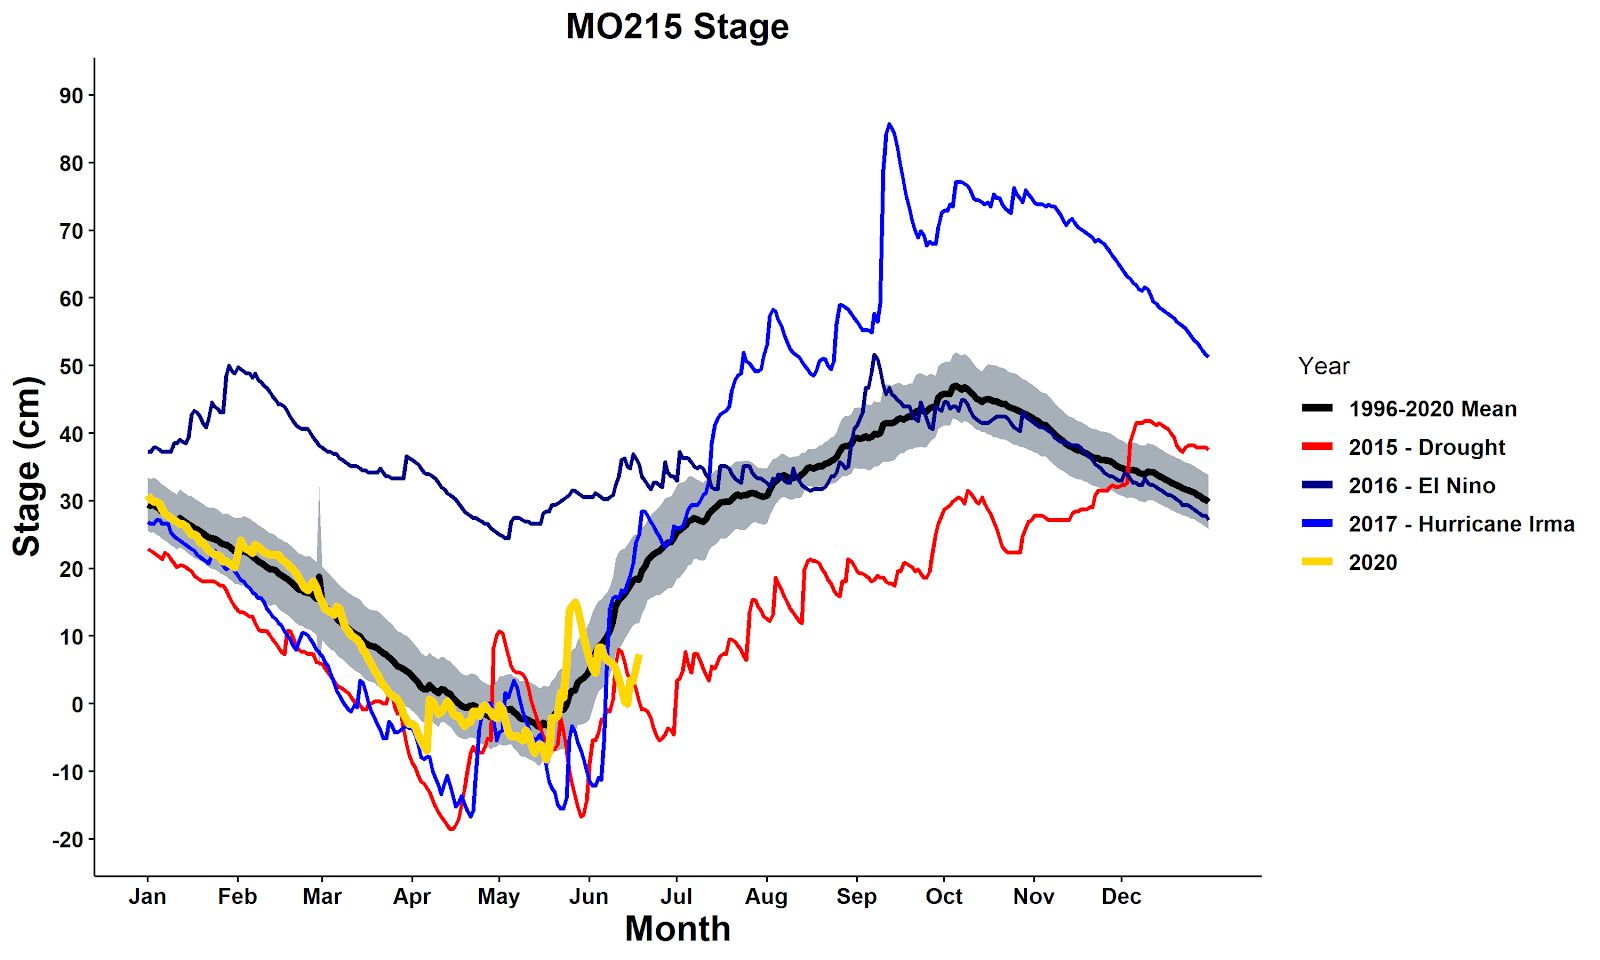 MO215 Stage
Stage (cm)
90
80
70
60
50
40
30
20
10
0
-10
-20
Jan Feb Mar Apr May Jun Jul Aug Sep Oct Nov Dec
Month
Year
1996-2020 Mean
2015 - Drought
2016 - El Nino
2017 - Hurricane Irma
2020